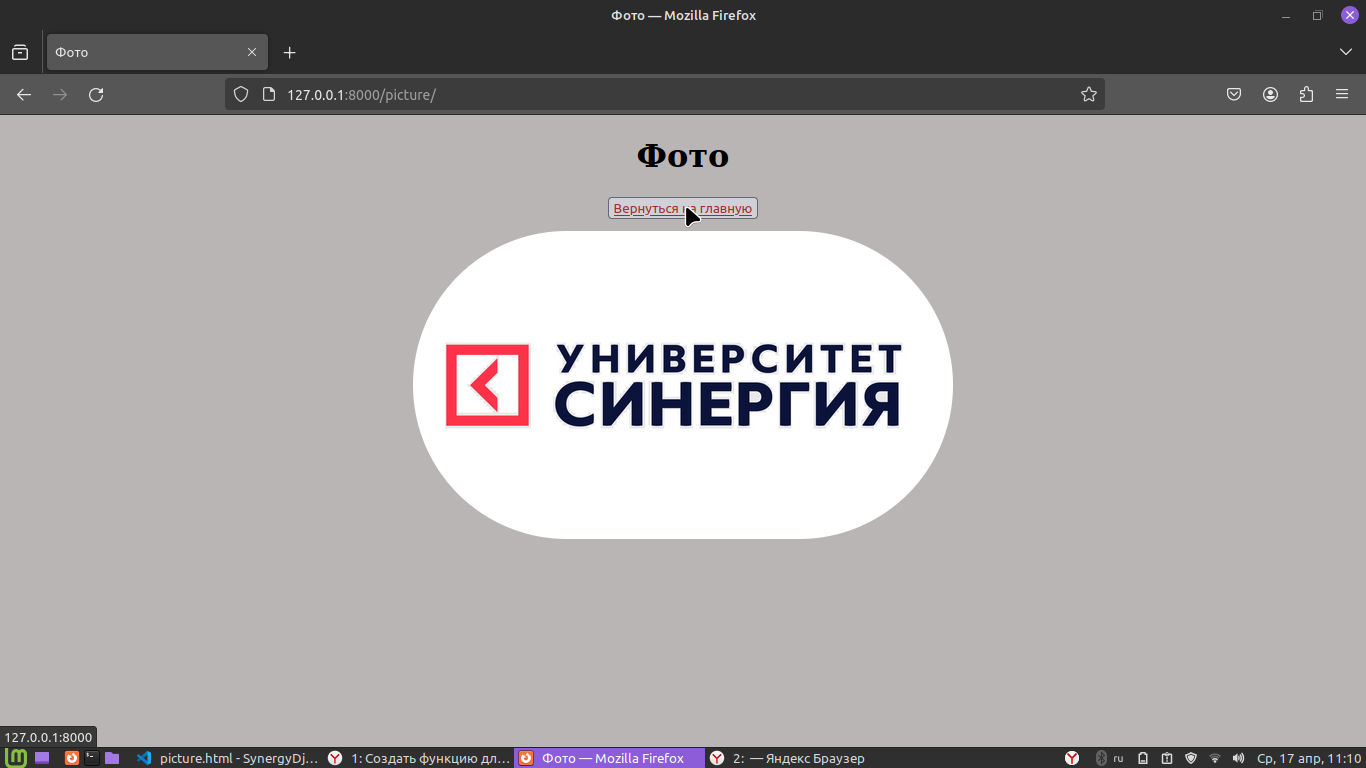 Фото — Mozilla Firefox
Фото
127.0.0.1:8000/picture/
Фото
Вернуться на главную
УНИВЕРСИТЕТ
СИНЕРГИЯ
127.0.0.1:8000
picture.html - SynergyDj... 1: Создать функцию дл... Фото — Mozilla Firefox 2: — Яндекс Браузер ru Ср, 17 апр, 11:10